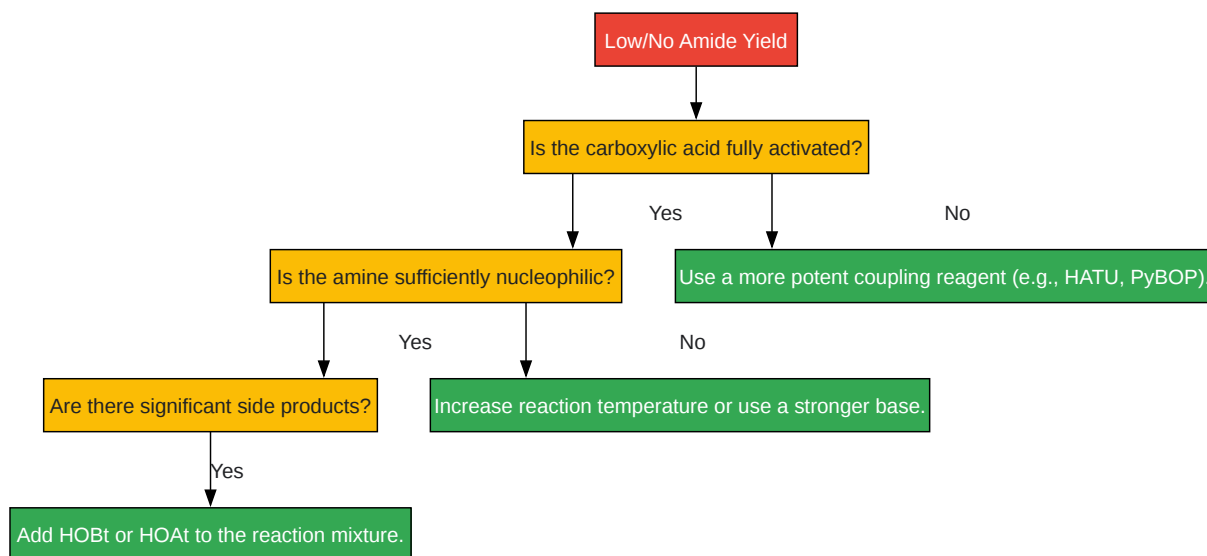 Low/No Amide Yield
Is the carboxylic acid fully activated?
Yes
No
Is the amine sufficiently nucleophilic?
Use a more potent coupling reagent (e.g., HATU, PyBOP).
Yes
No
Are there significant side products?
Increase reaction temperature or use a stronger base.
Yes
Add HOBt or HOAt to the reaction mixture.